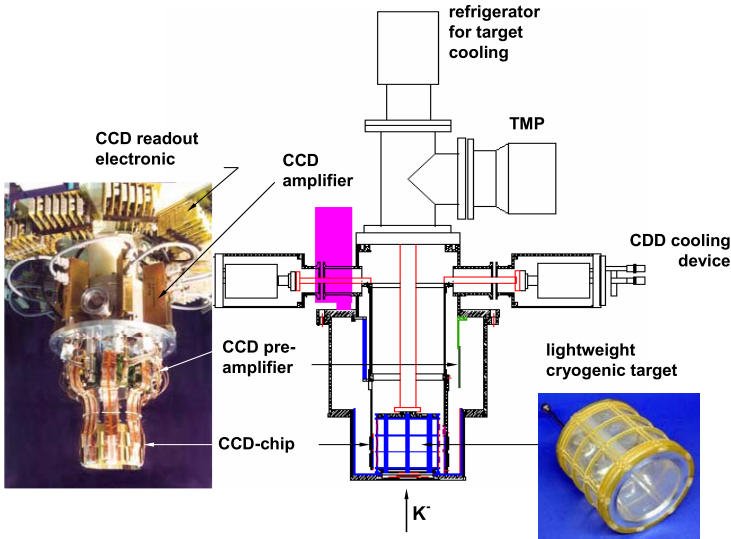 refrigerator
for target
cooling
TMP
CCD readout
electronic
CCD
amplifier
CDD cooling
device
CCD pre-
amplifier
lightweight
cryogenic target
CCD-chip
K-